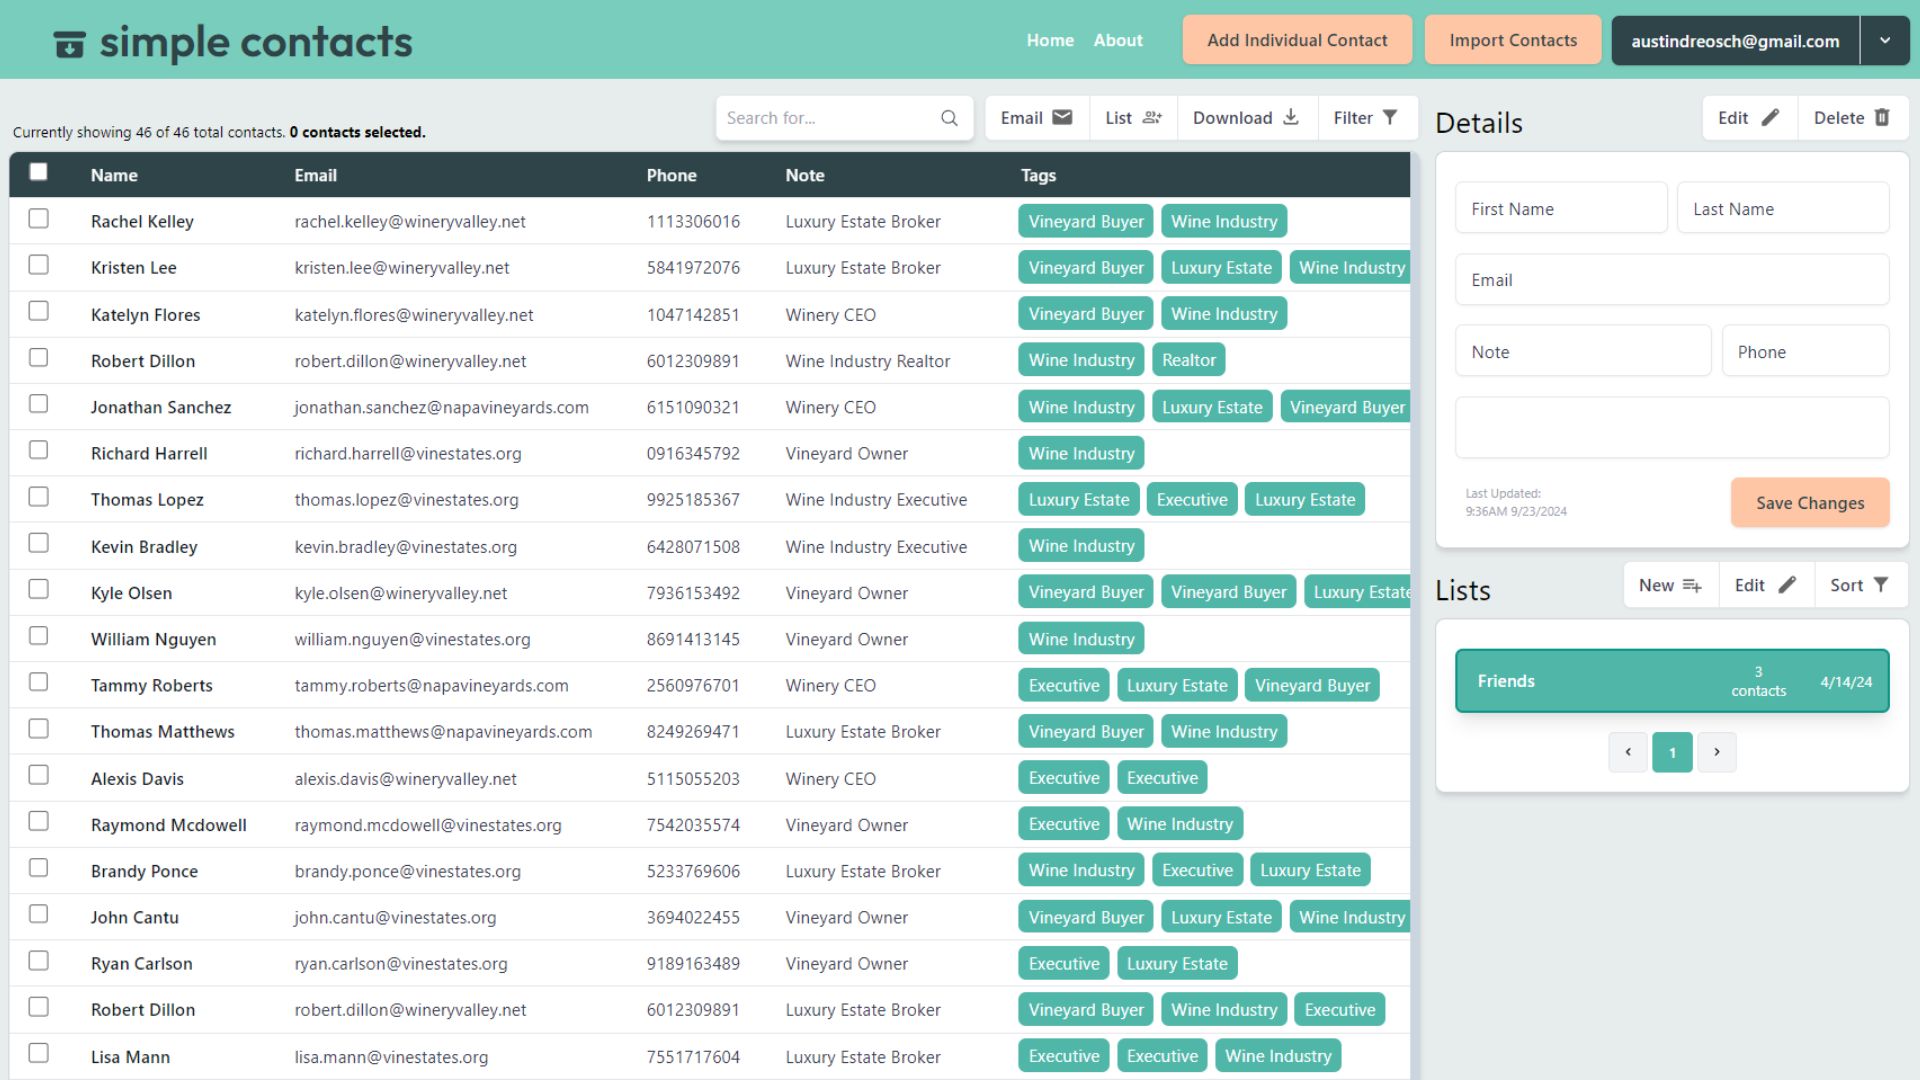 simple contacts
Home About Add Individual Contact Import Contacts austindreosch@gmail.com
Currently showing 46 of 46 total contacts. 0 contacts selected.
Search for... Email List Download Filter
Name Email Phone Note Tags
Rachel Kelley rachel.kelley@wineryvalley.net 1113306016 Luxury Estate Broker Vineyard Buyer Wine Industry
Kristen Lee kristen.lee@wineryvalley.net 5841972076 Luxury Estate Broker Vineyard Buyer Luxury Estate Wine Industry
Katelyn Flores katelyn.flores@wineryvalley.net 1047142851 Winery CEO Vineyard Buyer Wine Industry
Robert Dillon robert.dillon@wineryvalley.net 6012309891 Wine Industry Realtor Wine Industry Realtor
Jonathan Sanchez jonathan.sanchez@napavineyards.com 6151090321 Winery CEO Wine Industry Luxury Estate Vineyard Buyer
Richard Harrell richard.harrell@vinestates.org 0916345792 Vineyard Owner Wine Industry
Thomas Lopez thomas.lopez@vinestates.org 9925185367 Wine Industry Executive Luxury Estate Executive Luxury Estate
Kevin Bradley kevin.bradley@vinestates.org 6428071508 Wine Industry Executive Wine Industry
Kyle Olsen kyle.olsen@wineryvalley.net 7936153492 Vineyard Owner Vineyard Buyer Vineyard Buyer Luxury Estate
William Nguyen william.nguyen@vinestates.org 8691413145 Vineyard Owner Wine Industry
Tammy Roberts tammy.roberts@napavineyards.com 2560976701 Winery CEO Executive Luxury Estate Vineyard Buyer
Thomas Matthews thomas.matthews@napavineyards.com 8249269471 Luxury Estate Broker Vineyard Buyer Wine Industry
Alexis Davis alexis.davis@wineryvalley.net 5115055203 Winery CEO Executive Executive
Raymond Mcdowell raymond.mcdowell@vinestates.org 7542035574 Vineyard Owner Executive Wine Industry
Brandy Ponce brandy.ponce@vinestates.org 5233769606 Luxury Estate Broker Wine Industry Executive Luxury Estate
John Cantu john.cantu@vinestates.org 3694022455 Vineyard Owner Vineyard Buyer Luxury Estate Wine Industry
Ryan Carlson ryan.carlson@vinestates.org 9189163489 Vineyard Owner Executive Luxury Estate
Robert Dillon robert.dillon@wineryvalley.net 6012309891 Luxury Estate Broker Vineyard Buyer Wine Industry Executive
Lisa Mann lisa.mann@vinestates.org 7551717604 Luxury Estate Broker Executive Executive Wine Industry
Details Edit Delete
First Name Last Name
Email
Note Phone
Last Updated:
9:36AM 9/23/2024
Save Changes
Lists New Edit Sort
Friends 3 contacts 4/14/24
‹ 1 ›